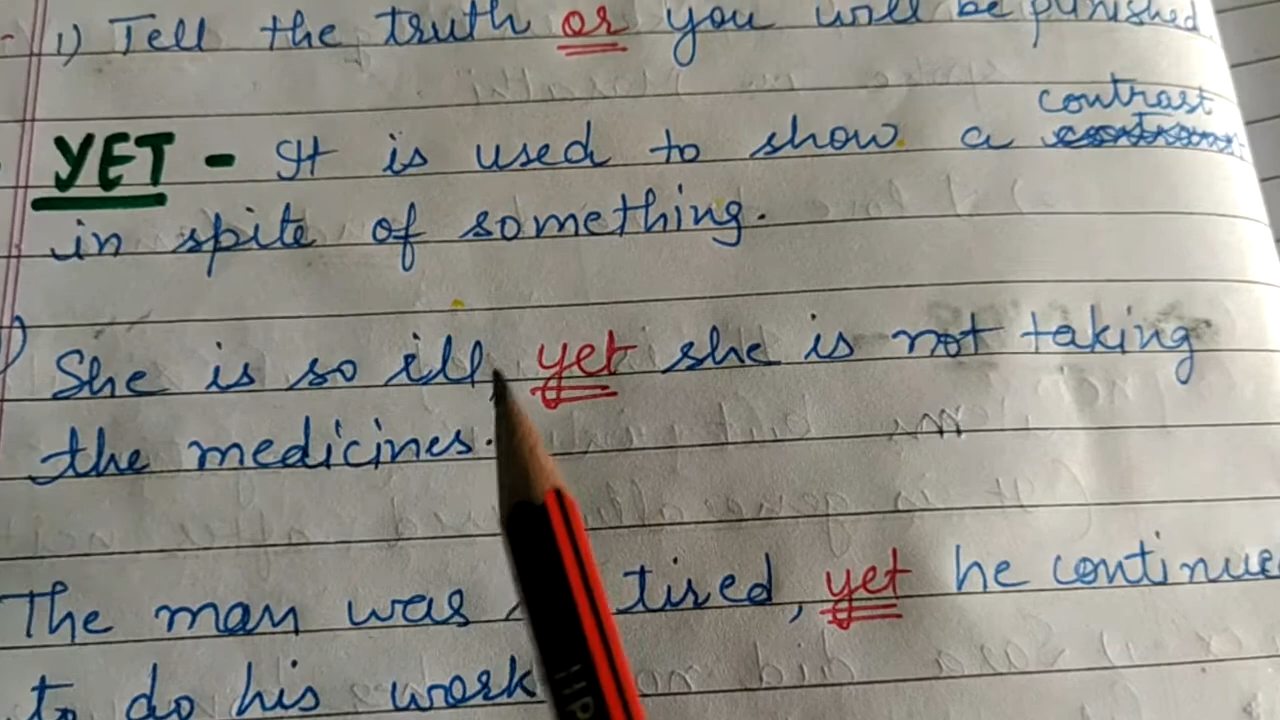 1) Tell the truth or you will be punished
YET - It is used to show a contrast
in spite of something.
She is so ill, yet she is not taking
the medicines.
The man was tired, yet he continue
to do his work
HP